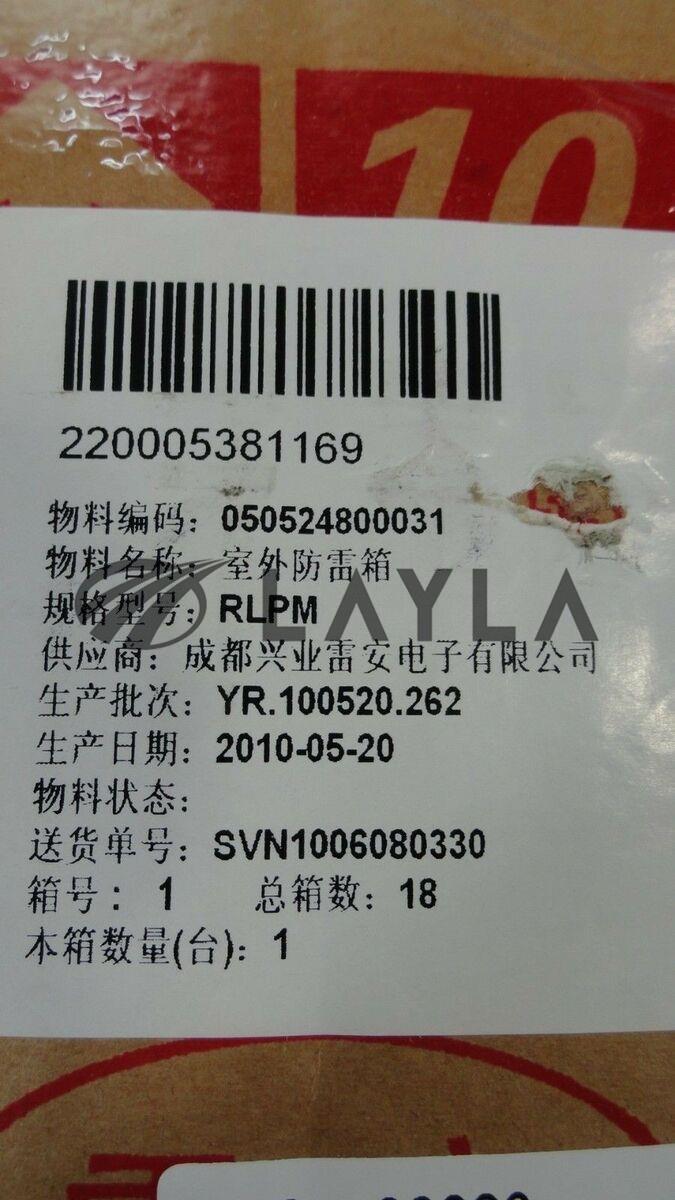 10
220005381169
物料编码: 050524800031
物料名称: 室外防雷箱
规格型号: RLPM
LAYLA
供应商: 成都兴业雷安电子有限公司
生产批次: YR.100520.262
生产日期: 2010-05-20
物料状态:
送货单号: SVN1006080330
箱号: 1 总箱数: 18
本箱数量(台): 1